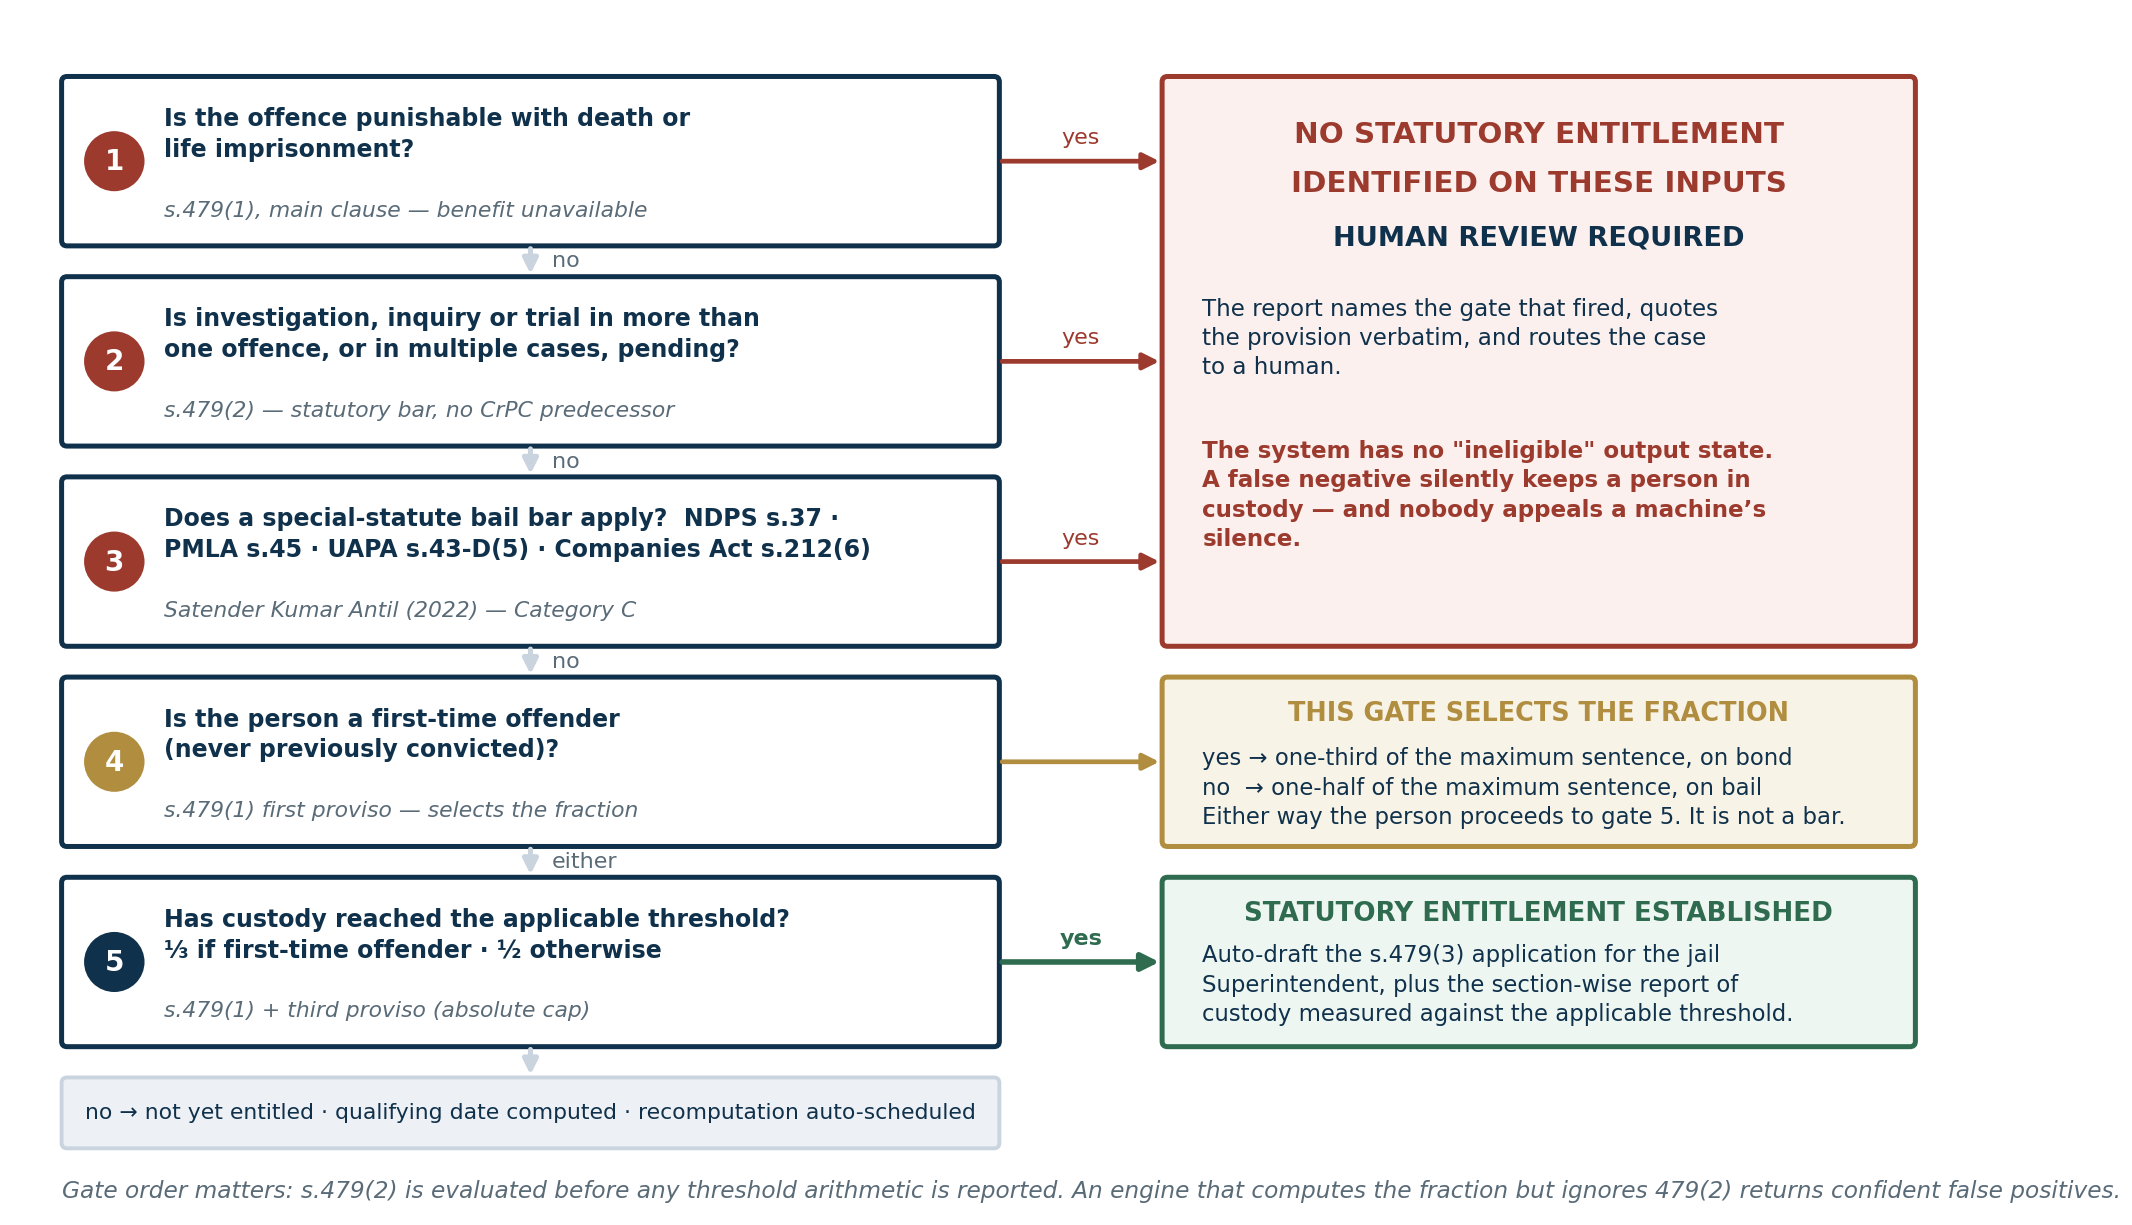 1
Is the offence punishable with death or
life imprisonment?
s.479(1), main clause — benefit unavailable
yes
no
2
Is investigation, inquiry or trial in more than
one offence, or in multiple cases, pending?
s.479(2) — statutory bar, no CrPC predecessor
yes
no
3
Does a special-statute bail bar apply?  NDPS s.37 ·
PMLA s.45 · UAPA s.43-D(5) · Companies Act s.212(6)
Satender Kumar Antil (2022) — Category C
yes
no
NO STATUTORY ENTITLEMENT
IDENTIFIED ON THESE INPUTS
HUMAN REVIEW REQUIRED
The report names the gate that fired, quotes
the provision verbatim, and routes the case
to a human.
The system has no "ineligible" output state.
A false negative silently keeps a person in
custody — and nobody appeals a machine’s
silence.
4
Is the person a first-time offender
(never previously convicted)?
s.479(1) first proviso — selects the fraction
either
THIS GATE SELECTS THE FRACTION
yes → one-third of the maximum sentence, on bond
no  → one-half of the maximum sentence, on bail
Either way the person proceeds to gate 5. It is not a bar.
5
Has custody reached the applicable threshold?
⅓ if first-time offender · ½ otherwise
s.479(1) + third proviso (absolute cap)
yes
STATUTORY ENTITLEMENT ESTABLISHED
Auto-draft the s.479(3) application for the jail
Superintendent, plus the section-wise report of
custody measured against the applicable threshold.
no → not yet entitled · qualifying date computed · recomputation auto-scheduled
Gate order matters: s.479(2) is evaluated before any threshold arithmetic is reported. An engine that computes the fraction but ignores 479(2) returns confident false positives.